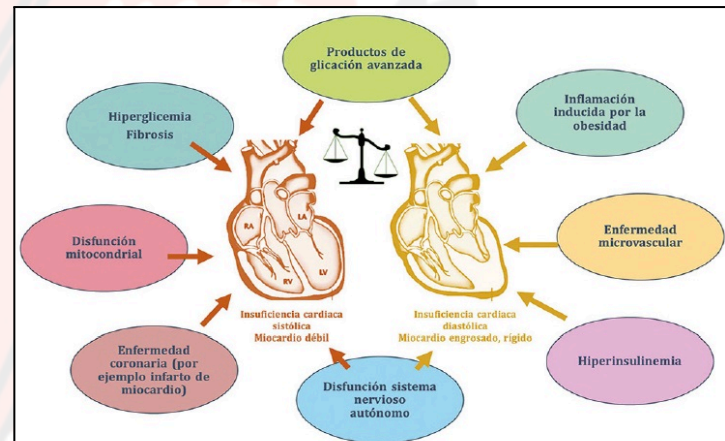 Productos de
glicación avanzada
Hiperglicemia
Fibrosis
Inflamación
inducida por la
obesidad
Disfunción
mitocondrial
RA
LA
RV
LV
Enfermedad
microvascular
Insuficiencia cardiaca
sistólica
Miocardio débil
Insuficiencia cardiaca
diastólica
Miocardio engrosado, rígido
Enfermedad
coronaria (por
ejemplo infarto de
miocardio)
Disfunción sistema
nervioso
autónomo
Hiperinsulinemia